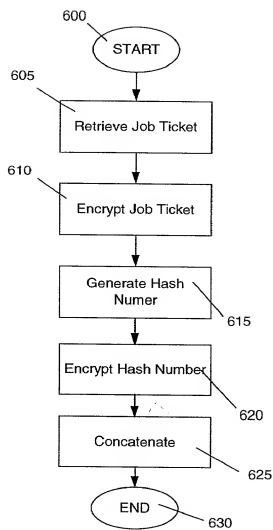 600
START
605
Retrieve Job Ticket
610
Encrypt Job Ticket
Generate Hash
Numer
615
Encrypt Hash Number
620
Concatenate
625
END
630